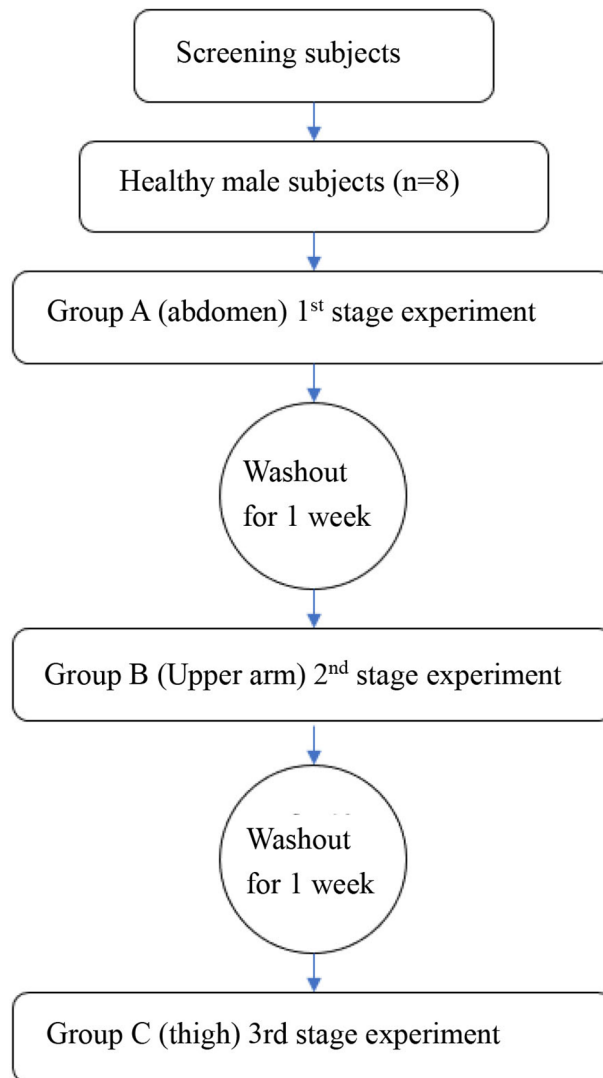 Screening subjects
Healthy male subjects (n=8)
Group A (abdomen) 1st stage experiment
Washout
for 1 week
Group B (Upper arm) 2nd stage experiment
Washout
for 1 week
Group C (thigh) 3rd stage experiment